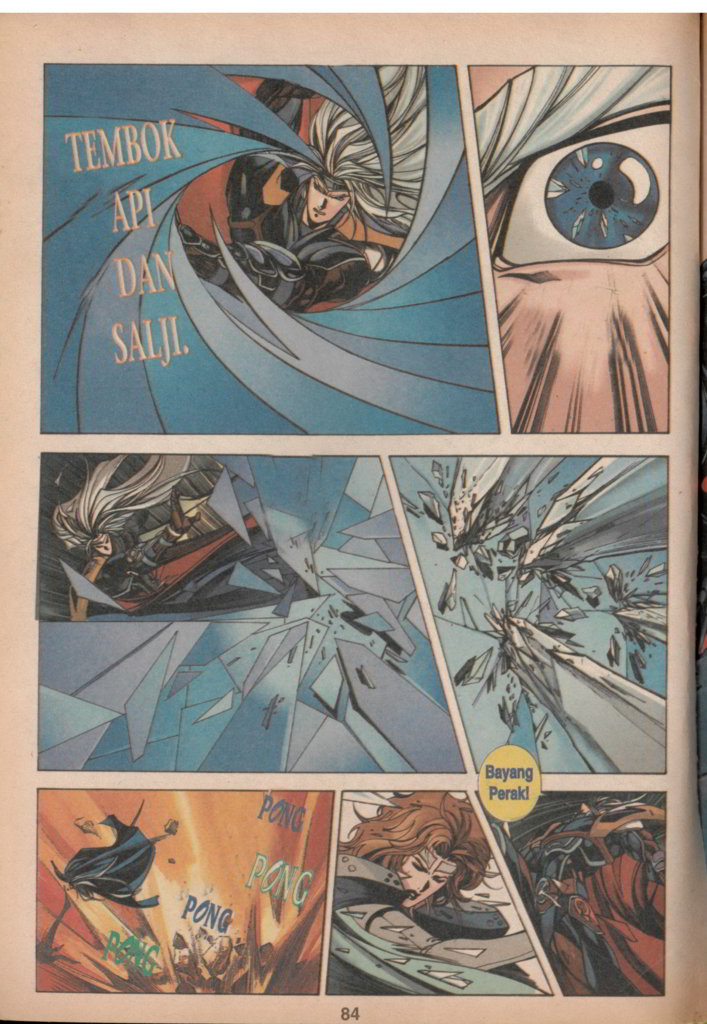 TEMBOK
API
DAN
SALJI.
Bayang
Perak!
PONG
PONG
PONG
PONG
84